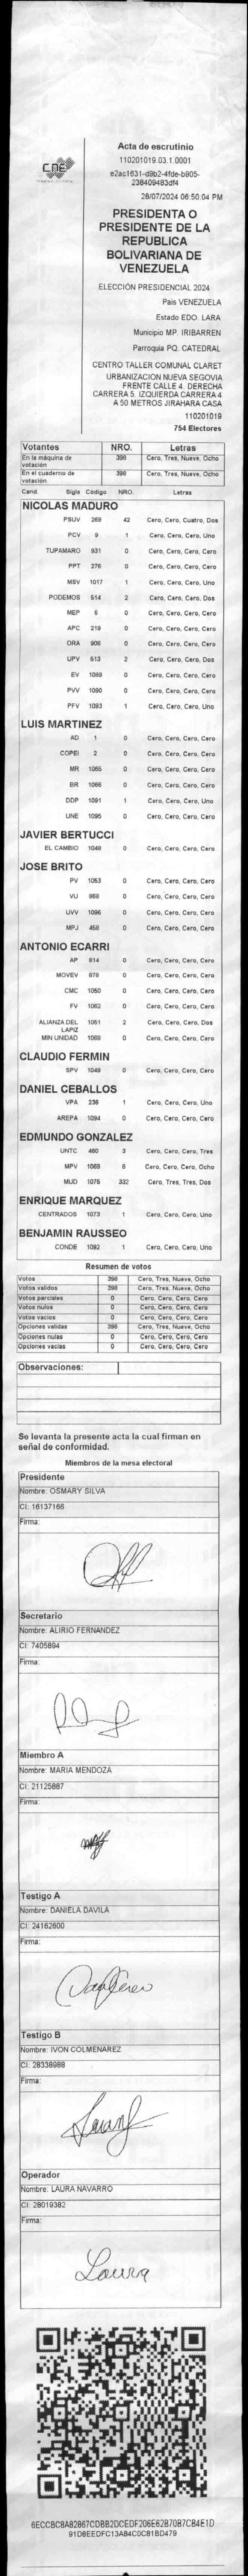 CNE
Acta de escrutinio
110201019.03.1.0001
e2ac1631-d9b2-4fde-b905-
238409483df4
28/07/2024 06:50:04 PM
PRESIDENTA O
PRESIDENTE DE LA
REPUBLICA
BOLIVARIANA DE
VENEZUELA
ELECCIÓN PRESIDENCIAL 2024
Pais VENEZUELA
Estado EDO. LARA
Municipio MP. IRIBARREN
Parroquia PQ. CATEDRAL
CENTRO TALLER COMUNAL CLARET
URBANIZACION NUEVA SEGOVIA
FRENTE CALLE 4. DERECHA
CARRERA 5. IZQUIERDA CARRERA 4
A 50 METROS JIRAHARA CASA
110201019
754 Electores
Votantes NRO. Letras
En la máquina de votación 398 Cero, Tres, Nueve, Ocho
En el cuaderno de votación 398 Cero, Tres, Nueve, Ocho
Cand. Sigla Código NRO. Letras
NICOLAS MADURO
PSUV 269 42 Cero, Cero, Cuatro, Dos
PCV 9 1 Cero, Cero, Cero, Uno
TUPAMARO 931 0 Cero, Cero, Cero, Cero
PPT 276 0 Cero, Cero, Cero, Cero
MSV 1017 1 Cero, Cero, Cero, Uno
PODEMOS 514 2 Cero, Cero, Cero, Dos
MEP 6 0 Cero, Cero, Cero, Cero
APC 219 0 Cero, Cero, Cero, Cero
ORA 906 0 Cero, Cero, Cero, Cero
UPV 513 2 Cero, Cero, Cero, Dos
EV 1089 0 Cero, Cero, Cero, Cero
PVV 1090 0 Cero, Cero, Cero, Cero
PFV 1093 1 Cero, Cero, Cero, Uno
LUIS MARTINEZ
AD 1 0 Cero, Cero, Cero, Cero
COPEI 2 0 Cero, Cero, Cero, Cero
MR 1065 0 Cero, Cero, Cero, Cero
BR 1066 0 Cero, Cero, Cero, Cero
DDP 1091 1 Cero, Cero, Cero, Uno
UNE 1095 0 Cero, Cero, Cero, Cero
JAVIER BERTUCCI
EL CAMBIO 1048 0 Cero, Cero, Cero, Cero
JOSE BRITO
PV 1053 0 Cero, Cero, Cero, Cero
VU 868 0 Cero, Cero, Cero, Cero
UVV 1096 0 Cero, Cero, Cero, Cero
MPJ 458 0 Cero, Cero, Cero, Cero
ANTONIO ECARRI
AP 814 0 Cero, Cero, Cero, Cero
MOVEV 878 0 Cero, Cero, Cero, Cero
CMC 1050 0 Cero, Cero, Cero, Cero
FV 1062 0 Cero, Cero, Cero, Cero
ALIANZA DEL LAPIZ 1051 2 Cero, Cero, Cero, Dos
MIN UNIDAD 1069 0 Cero, Cero, Cero, Cero
CLAUDIO FERMIN
SPV 1049 0 Cero, Cero, Cero, Cero
DANIEL CEBALLOS
VPA 236 1 Cero, Cero, Cero, Uno
AREPA 1094 0 Cero, Cero, Cero, Cero
EDMUNDO GONZALEZ
UNTC 460 3 Cero, Cero, Cero, Tres
MPV 1069 8 Cero, Cero, Cero, Ocho
MUD 1075 332 Cero, Tres, Tres, Dos
ENRIQUE MARQUEZ
CENTRADOS 1073 1 Cero, Cero, Cero, Uno
BENJAMIN RAUSSEO
CONDE 1092 1 Cero, Cero, Cero, Uno
Resumen de votos
Votos 398 Cero, Tres, Nueve, Ocho
Votos validos 398 Cero, Tres, Nueve, Ocho
Votos parciales 0 Cero, Cero, Cero, Cero
Votos nulos 0 Cero, Cero, Cero, Cero
Votos vacios 0 Cero, Cero, Cero, Cero
Opciones validas 398 Cero, Tres, Nueve, Ocho
Opciones nulas 0 Cero, Cero, Cero, Cero
Opciones vacias 0 Cero, Cero, Cero, Cero
Observaciones:
Se levanta la presente acta la cual firman en
señal de conformidad.
Miembros de la mesa electoral
Presidente
Nombre: OSMARY SILVA
CI: 16137166
Firma:
Secretario
Nombre: ALIRIO FERNANDEZ
CI: 7405894
Firma:
Miembro A
Nombre: MARIA MENDOZA
CI: 21125887
Firma:
Testigo A
Nombre: DANIELA DAVILA
CI: 24162600
Firma:
Testigo B
Nombre: IVON COLMENAREZ
CI: 28338988
Firma:
Operador
Nombre: LAURA NAVARRO
CI: 28019382
Firma:
Laura
6ECCBC8A82867CDBB2DCEDF206E62B70B7CB4E1D
91D8EEDFC13A84C0C81BD479